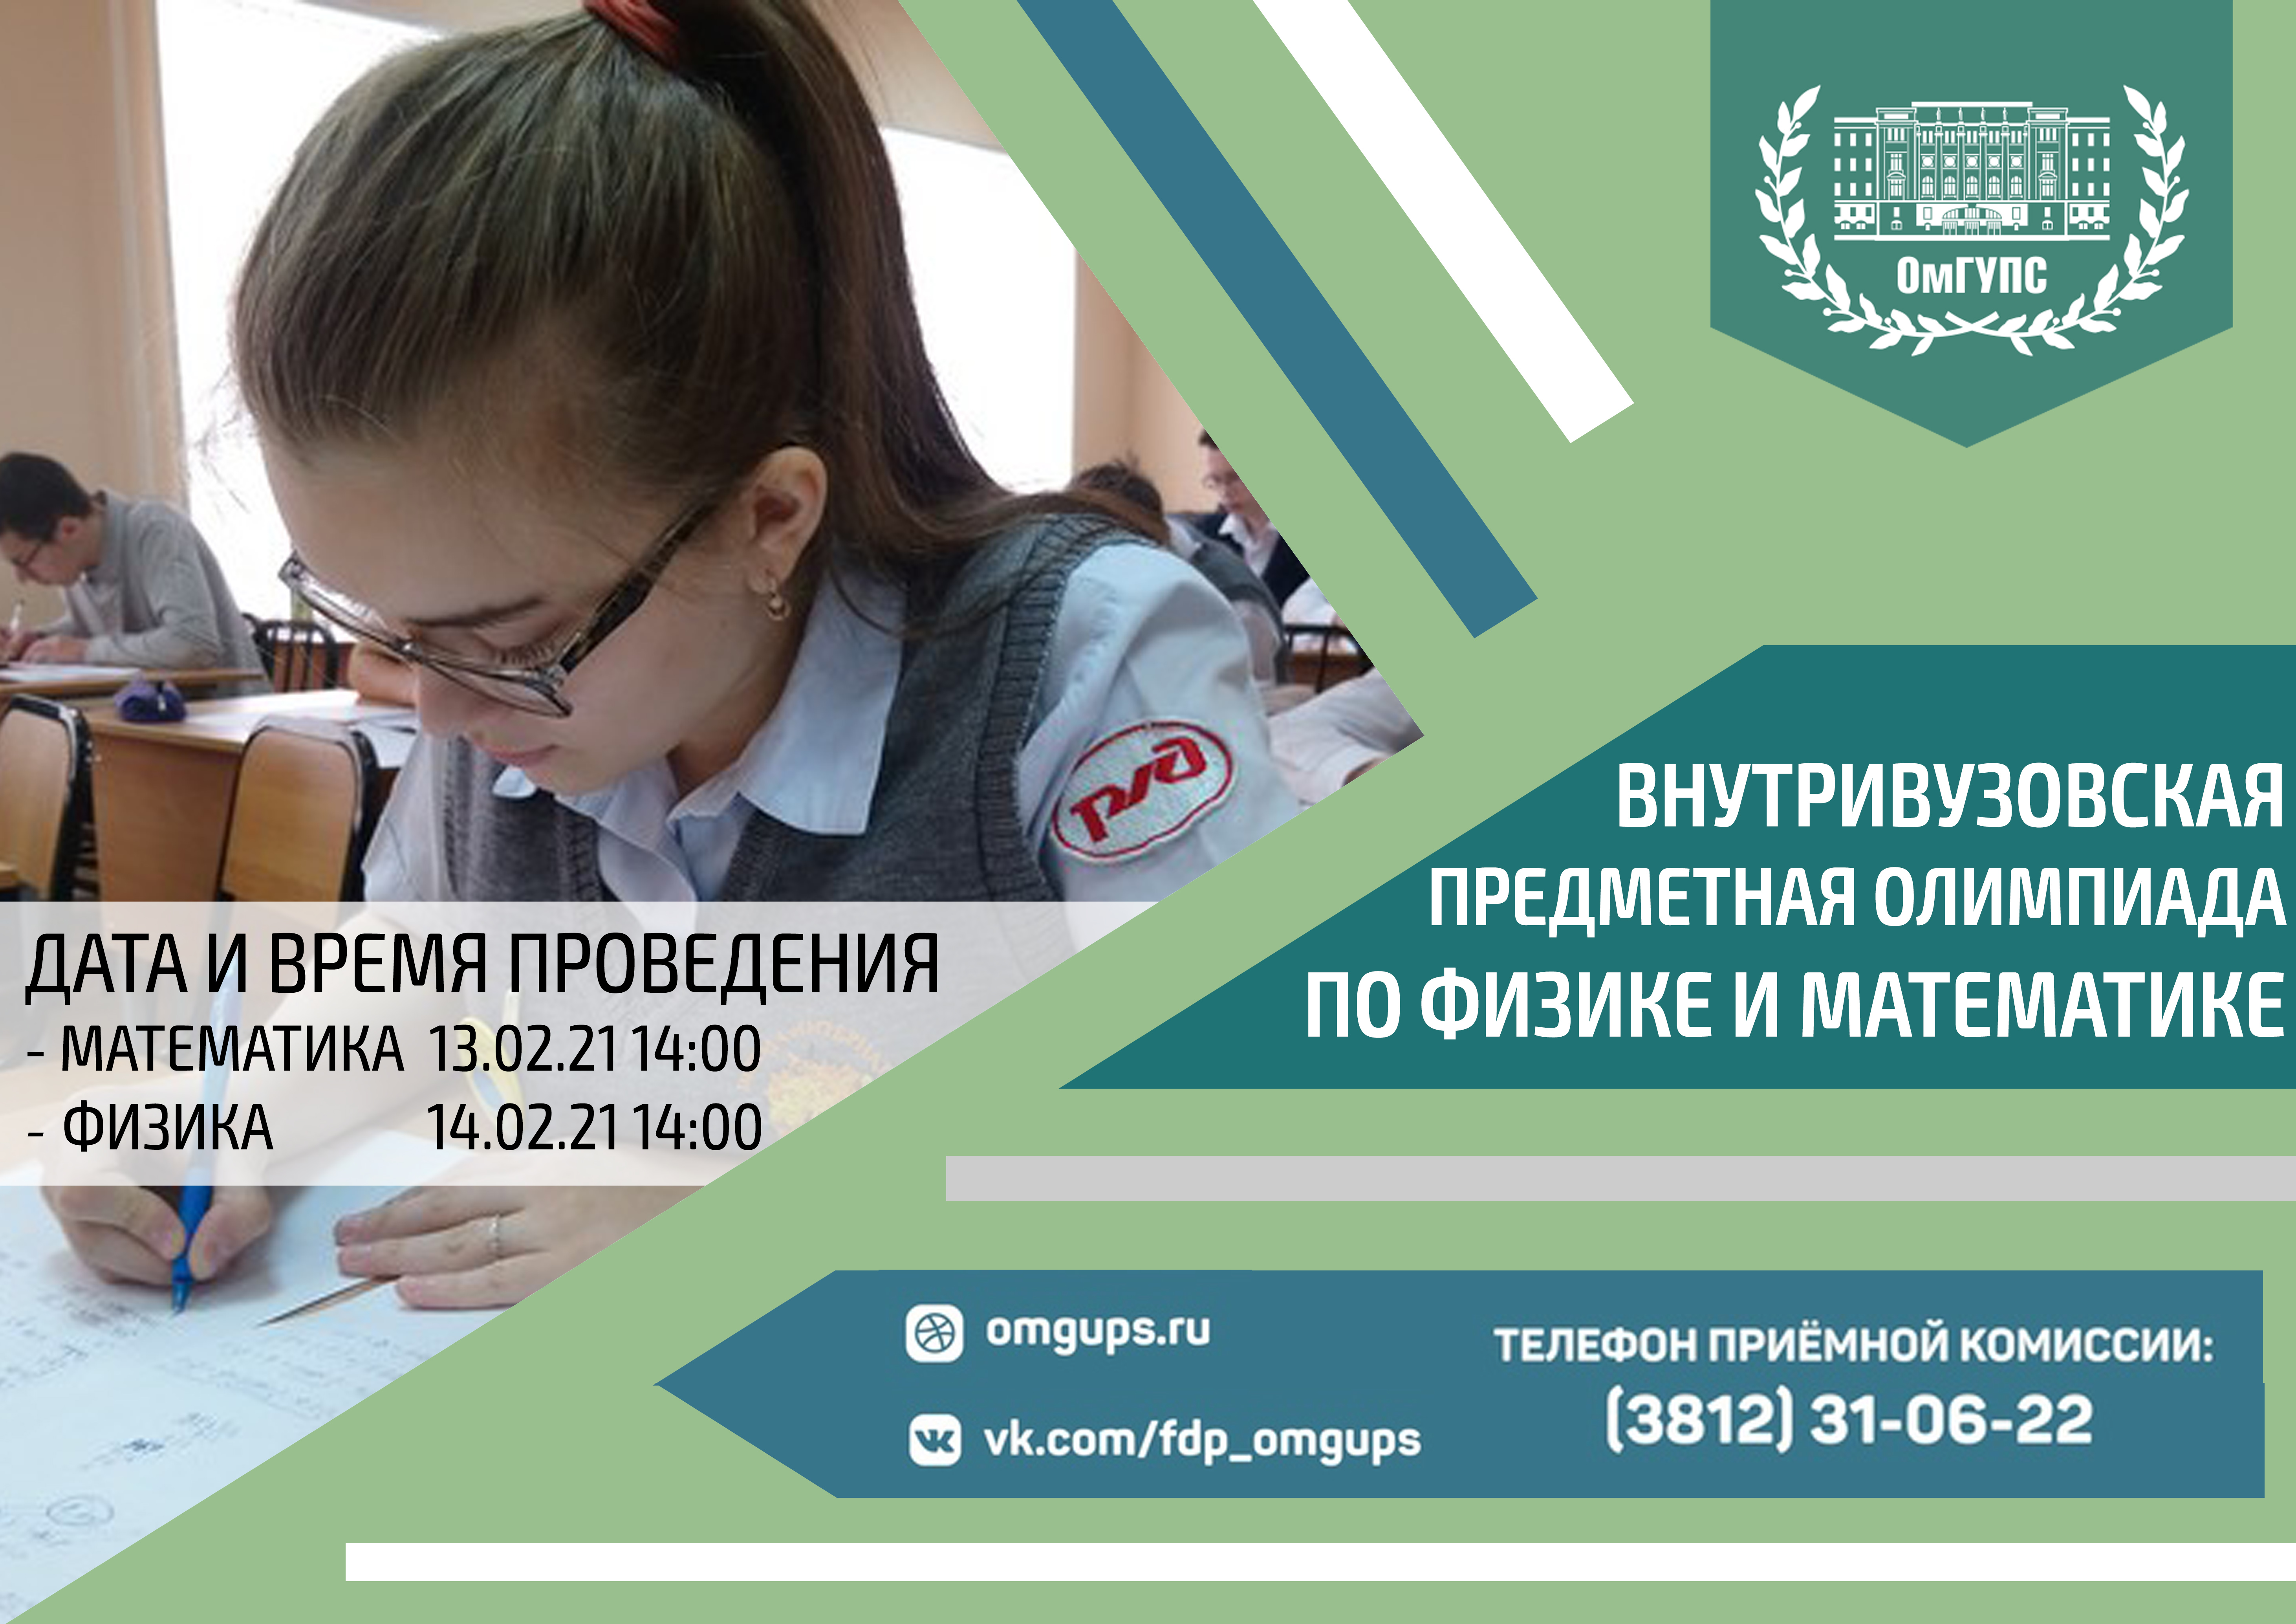 ОмГУПС
РЖД
ВНУТРИВУЗОВСКАЯ
ПРЕДМЕТНАЯ ОЛИМПИАДА
ПО ФИЗИКЕ И МАТЕМАТИКЕ
ДАТА И ВРЕМЯ ПРОВЕДЕНИЯ
- МАТЕМАТИКА 13.02.21 14:00
- ФИЗИКА 14.02.21 14:00
omgups.ru
vk.com/fdp_omgups
ТЕЛЕФОН ПРИЁМНОЙ КОМИССИИ:
(3812) 31-06-22